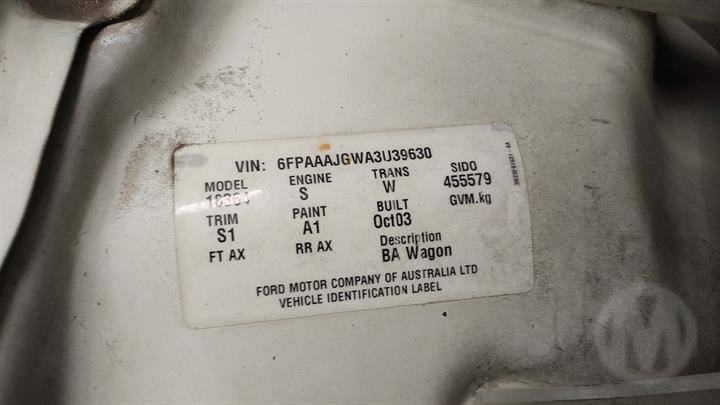 VIN: 6FPAAAJGWA3U39630
MODEL ENGINE TRANS SIDO
S W 455579
TRIM PAINT BUILT GVM.kg
S1 A1 Oct03
FT AX RR AX Description
BA Wagon
FORD MOTOR COMPANY OF AUSTRALIA LTD
VEHICLE IDENTIFICATION LABEL
M